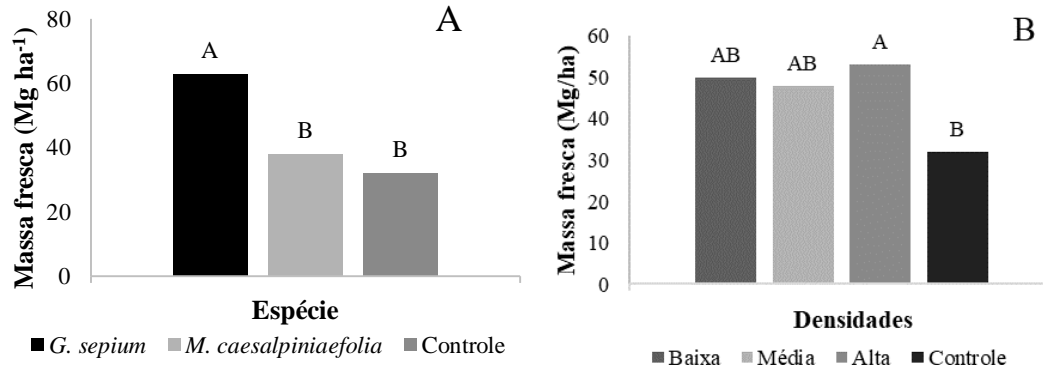 A
Massa fresca (Mg ha⁻¹)
80
60
40
20
0
A
B
B
Espécie
G. sepium M. caesalpiniaefolia Controle
B
Massa fresca (Mg/ha)
60
50
40
30
20
10
0
AB
AB
A
B
Densidades
Baixa Média Alta Controle